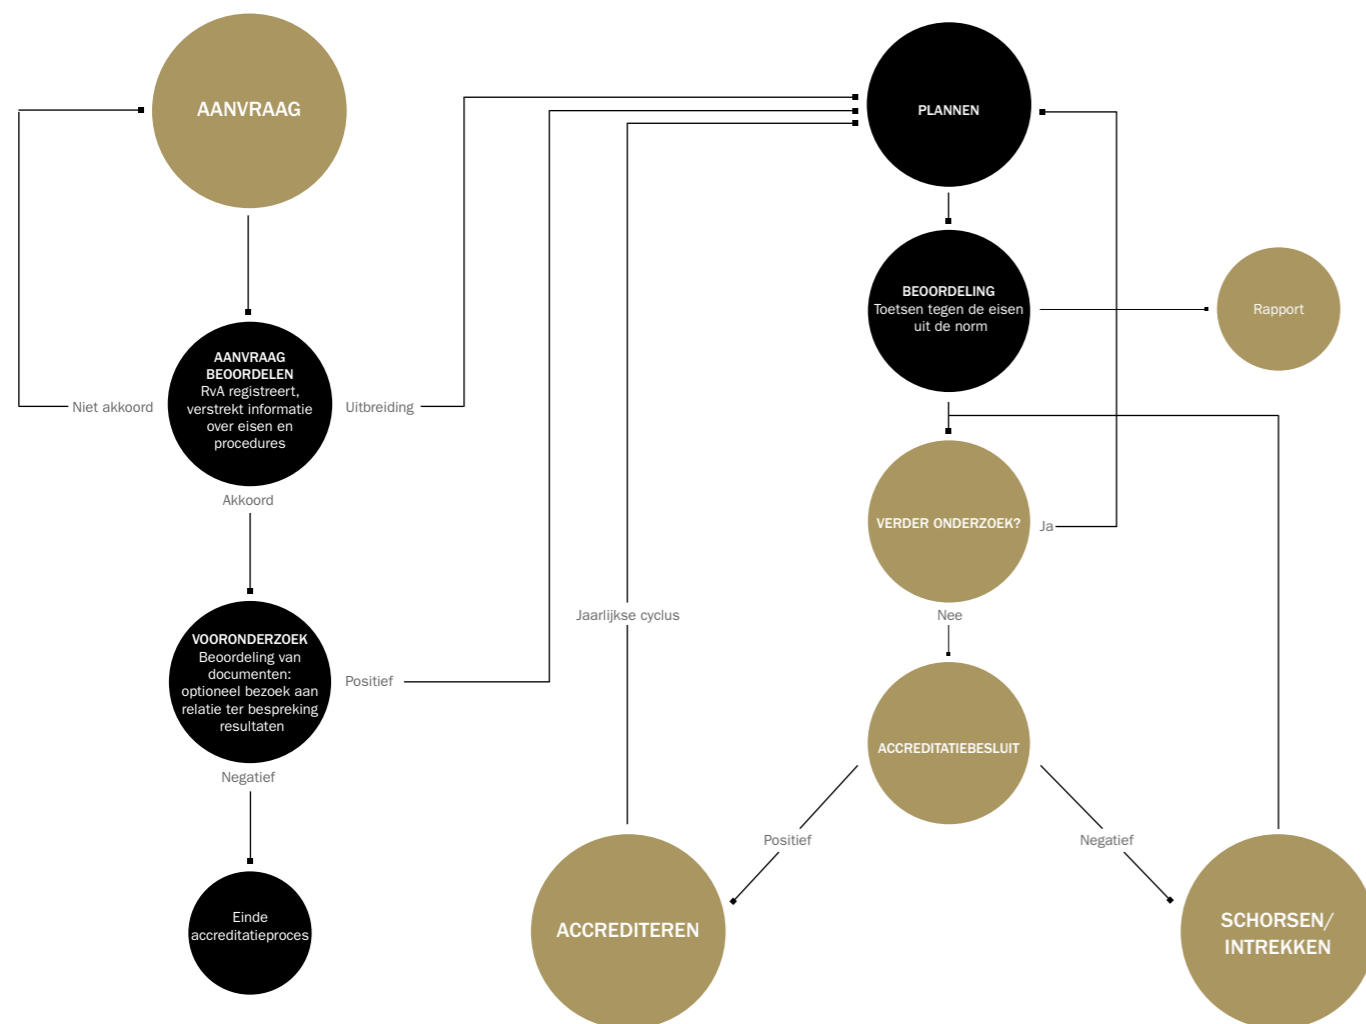 AANVRAAG
AANVRAAG
BEOORDELEN
RvA registreert,
verstrekt informatie
over eisen en
procedures
Niet akkoord
Uitbreiding
Akkoord
VOORONDERZOEK
Beoordeling van
documenten:
optioneel bezoek aan
relatie ter bespreking
resultaten
Positief
Negatief
Einde
accreditatieproces
PLANNEN
BEOORDELING
Toetsen tegen de eisen
uit de norm
Rapport
VERDER ONDERZOEK?
Ja
Nee
Jaarlijkse cyclus
ACCREDITATIEBESLUIT
Positief
Negatief
ACCREDITEREN
SCHORSEN/
INTREKKEN